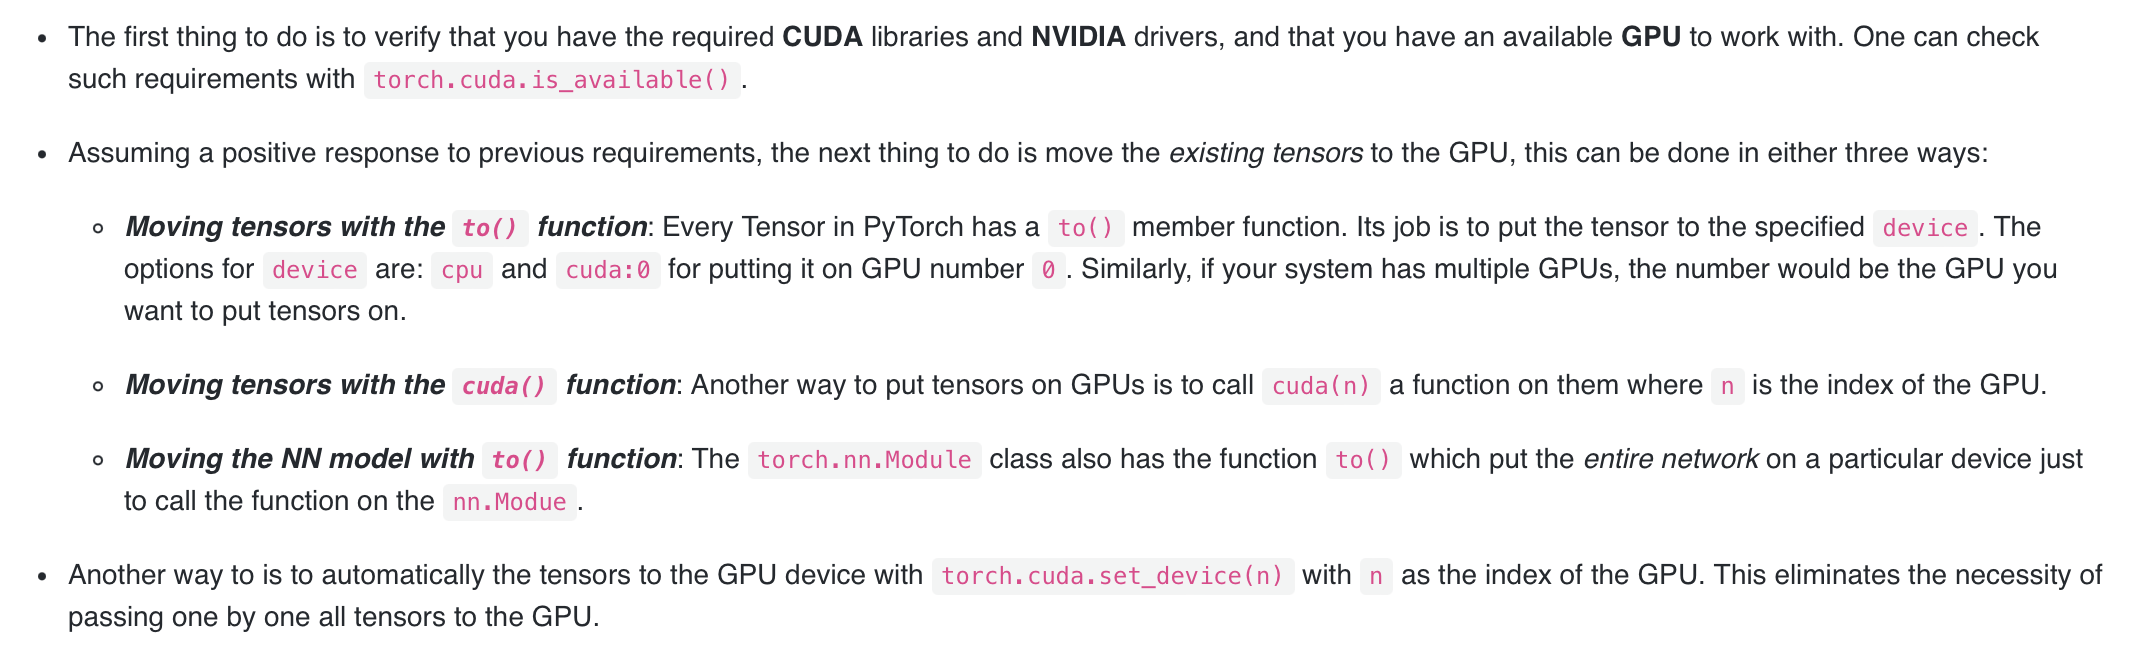 • The first thing to do is to verify that you have the required CUDA libraries and NVIDIA drivers, and that you have an available GPU to work with. One can check
such requirements with torch.cuda.is_available() .
• Assuming a positive response to previous requirements, the next thing to do is move the existing tensors to the GPU, this can be done in either three ways:
◦ Moving tensors with the to() function: Every Tensor in PyTorch has a to() member function. Its job is to put the tensor to the specified device . The
options for device are: cpu and cuda:0 for putting it on GPU number 0 . Similarly, if your system has multiple GPUs, the number would be the GPU you
want to put tensors on.
◦ Moving tensors with the cuda() function: Another way to put tensors on GPUs is to call cuda(n) a function on them where n is the index of the GPU.
◦ Moving the NN model with to() function: The torch.nn.Module class also has the function to() which put the entire network on a particular device just
to call the function on the nn.Modue .
• Another way to is to automatically the tensors to the GPU device with torch.cuda.set_device(n) with n as the index of the GPU. This eliminates the necessity of
passing one by one all tensors to the GPU.